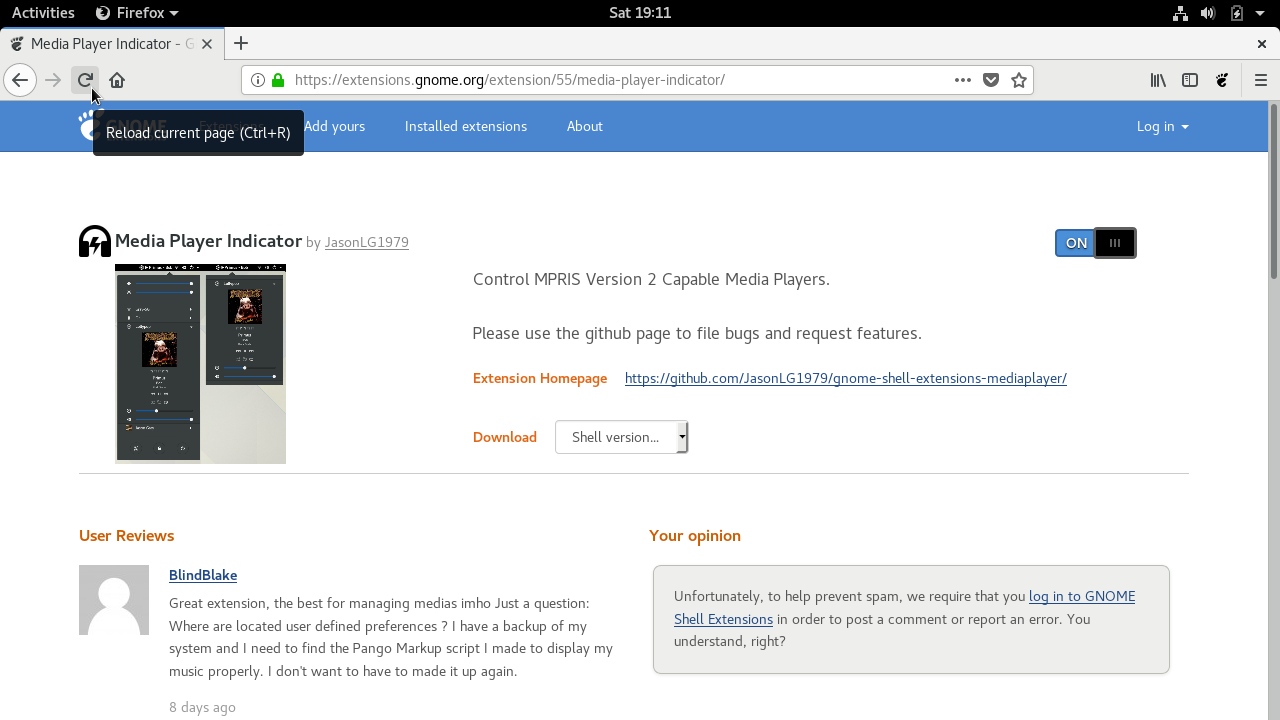 Activities Firefox Sat 19:11
Media Player Indicator - G
https://extensions.gnome.org/extension/55/media-player-indicator/
Add yours Installed extensions About Log in
Reload current page (Ctrl+R)
Media Player Indicator by JasonLG1979
ON
Control MPRIS Version 2 Capable Media Players.
Please use the github page to file bugs and request features.
Extension Homepage https://github.com/JasonLG1979/gnome-shell-extensions-mediaplayer/
Download Shell version...
User Reviews
BlindBlake
Great extension, the best for managing medias imho Just a question:
Where are located user defined preferences ? I have a backup of my
system and I need to find the Pango Markup script I made to display my
music properly. I don't want to have to made it up again.
8 days ago
Your opinion
Unfortunately, to help prevent spam, we require that you log in to GNOME
Shell Extensions in order to post a comment or report an error. You
understand, right?